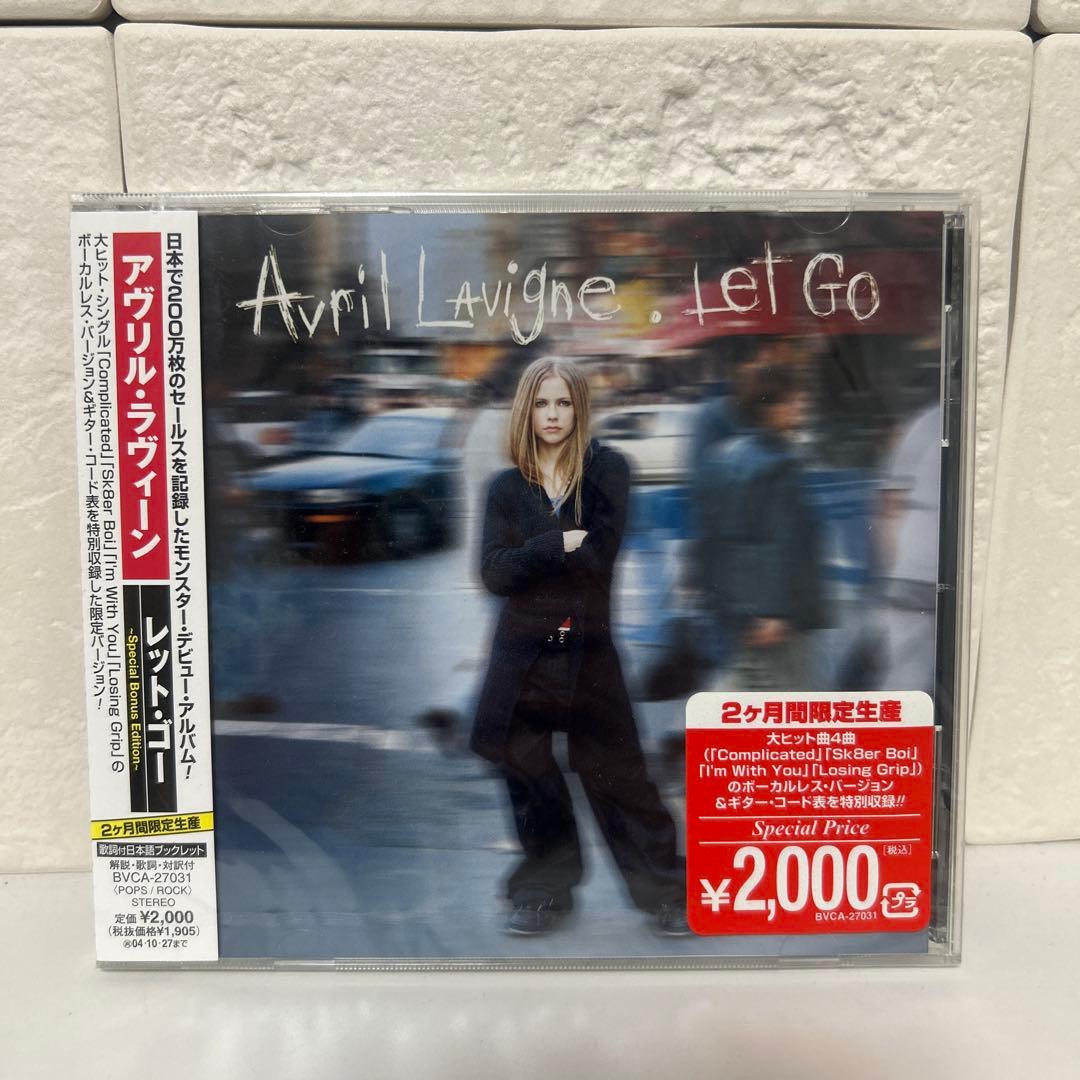 Avril Lavigne . Let Go
日本で200万枚のセールスを記録したモンスター・デビュー・アルバム！
アヴリル・ラヴィーン
レット・ゴー
~Special Bonus Edition~
大ヒット・シングル「Complicated」「Sk8er Boi」「I'm With You」「Losing Grip」の
ボーカルレス・バージョン&ギター・コード表を特別収録した限定バージョン！
2ヶ月間限定生産
歌詞付日本語ブックレット
解説・歌詞・対訳付
BVCA-27031
〈POPS / ROCK〉
STEREO
定価 ¥2,000
(税抜価格¥1,905)
04・10・27まで
2ヶ月間限定生産
大ヒット曲4曲
(「Complicated」「Sk8er Boi」
「I'm With You」「Losing Grip」)
のボーカルレス・バージョン
&ギター・コード表を特別収録!!
Special Price
¥2,000 [税込]
BVCA-27031
プラ